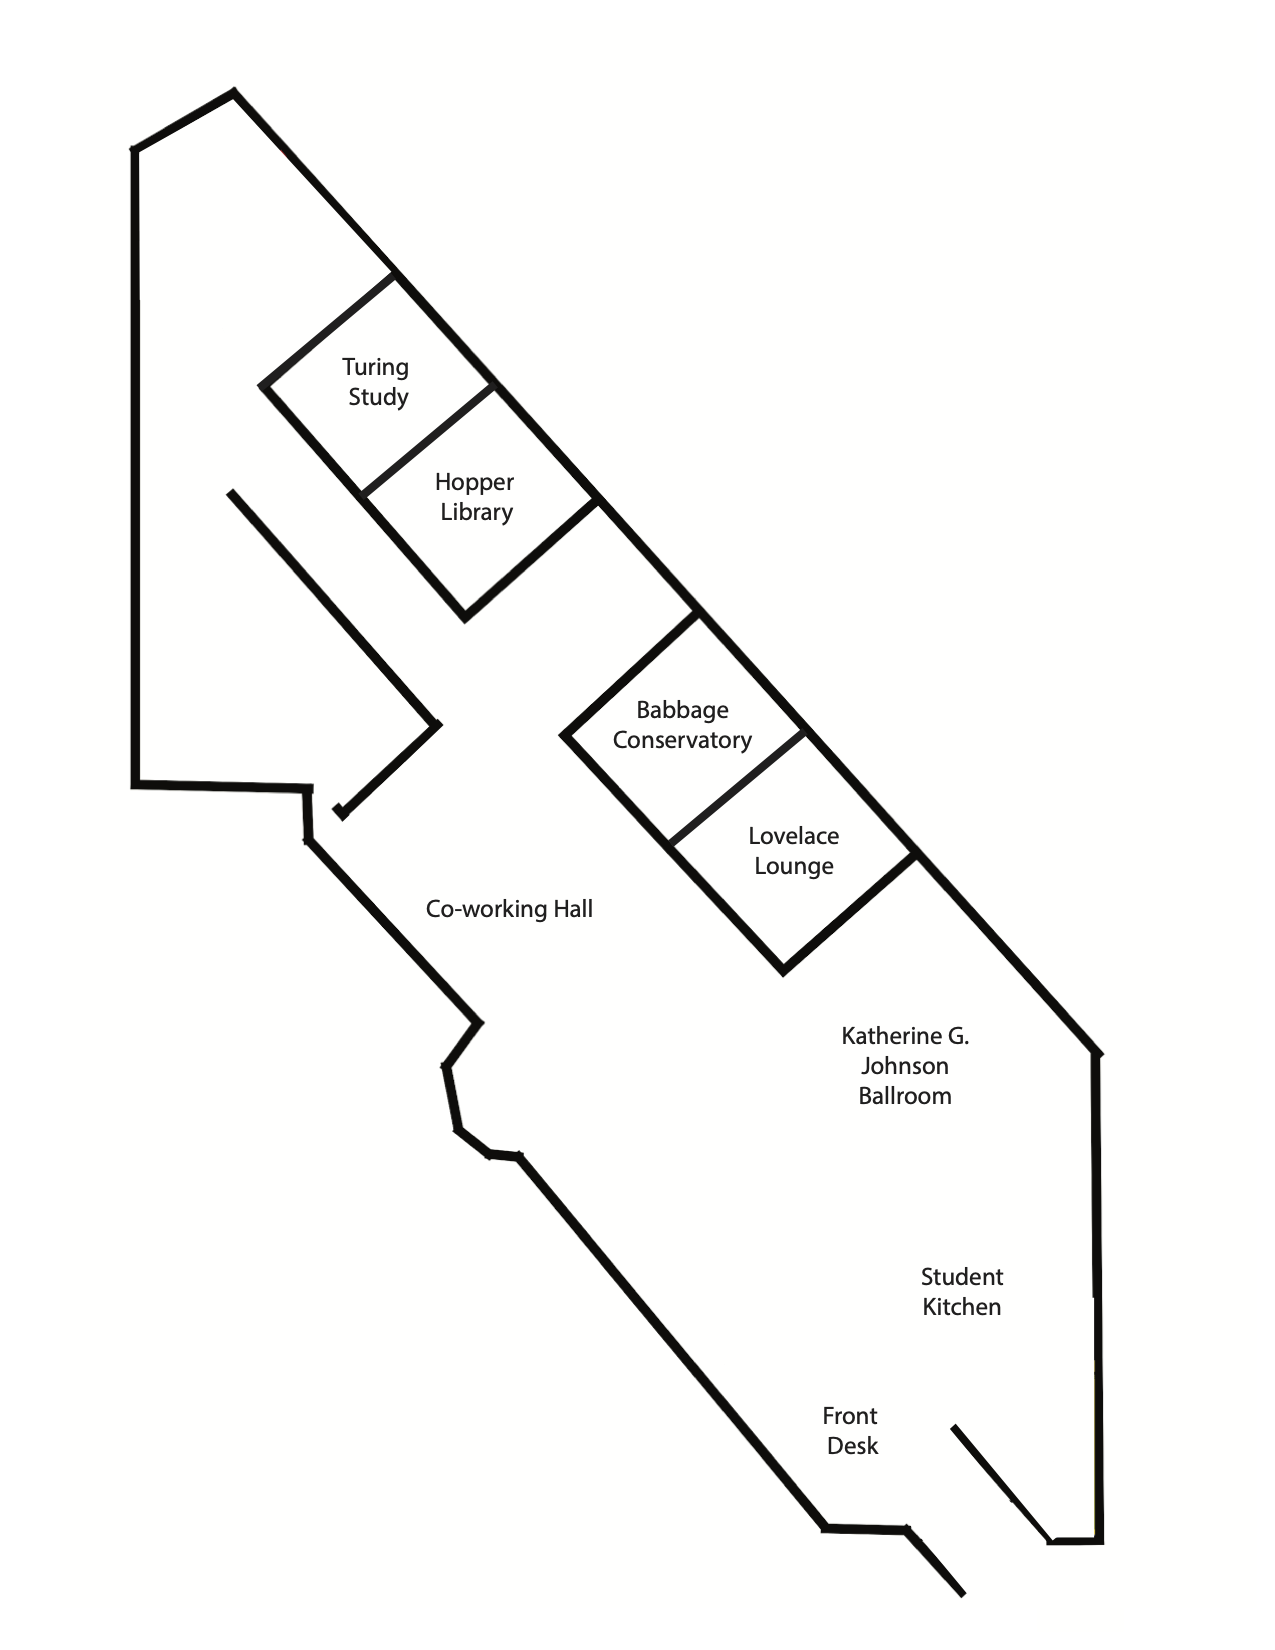 Turing
Study
Hopper
Library
Babbage
Conservatory
Lovelace
Lounge
Co-working Hall
Katherine G.
Johnson
Ballroom
Student
Kitchen
Front
Desk